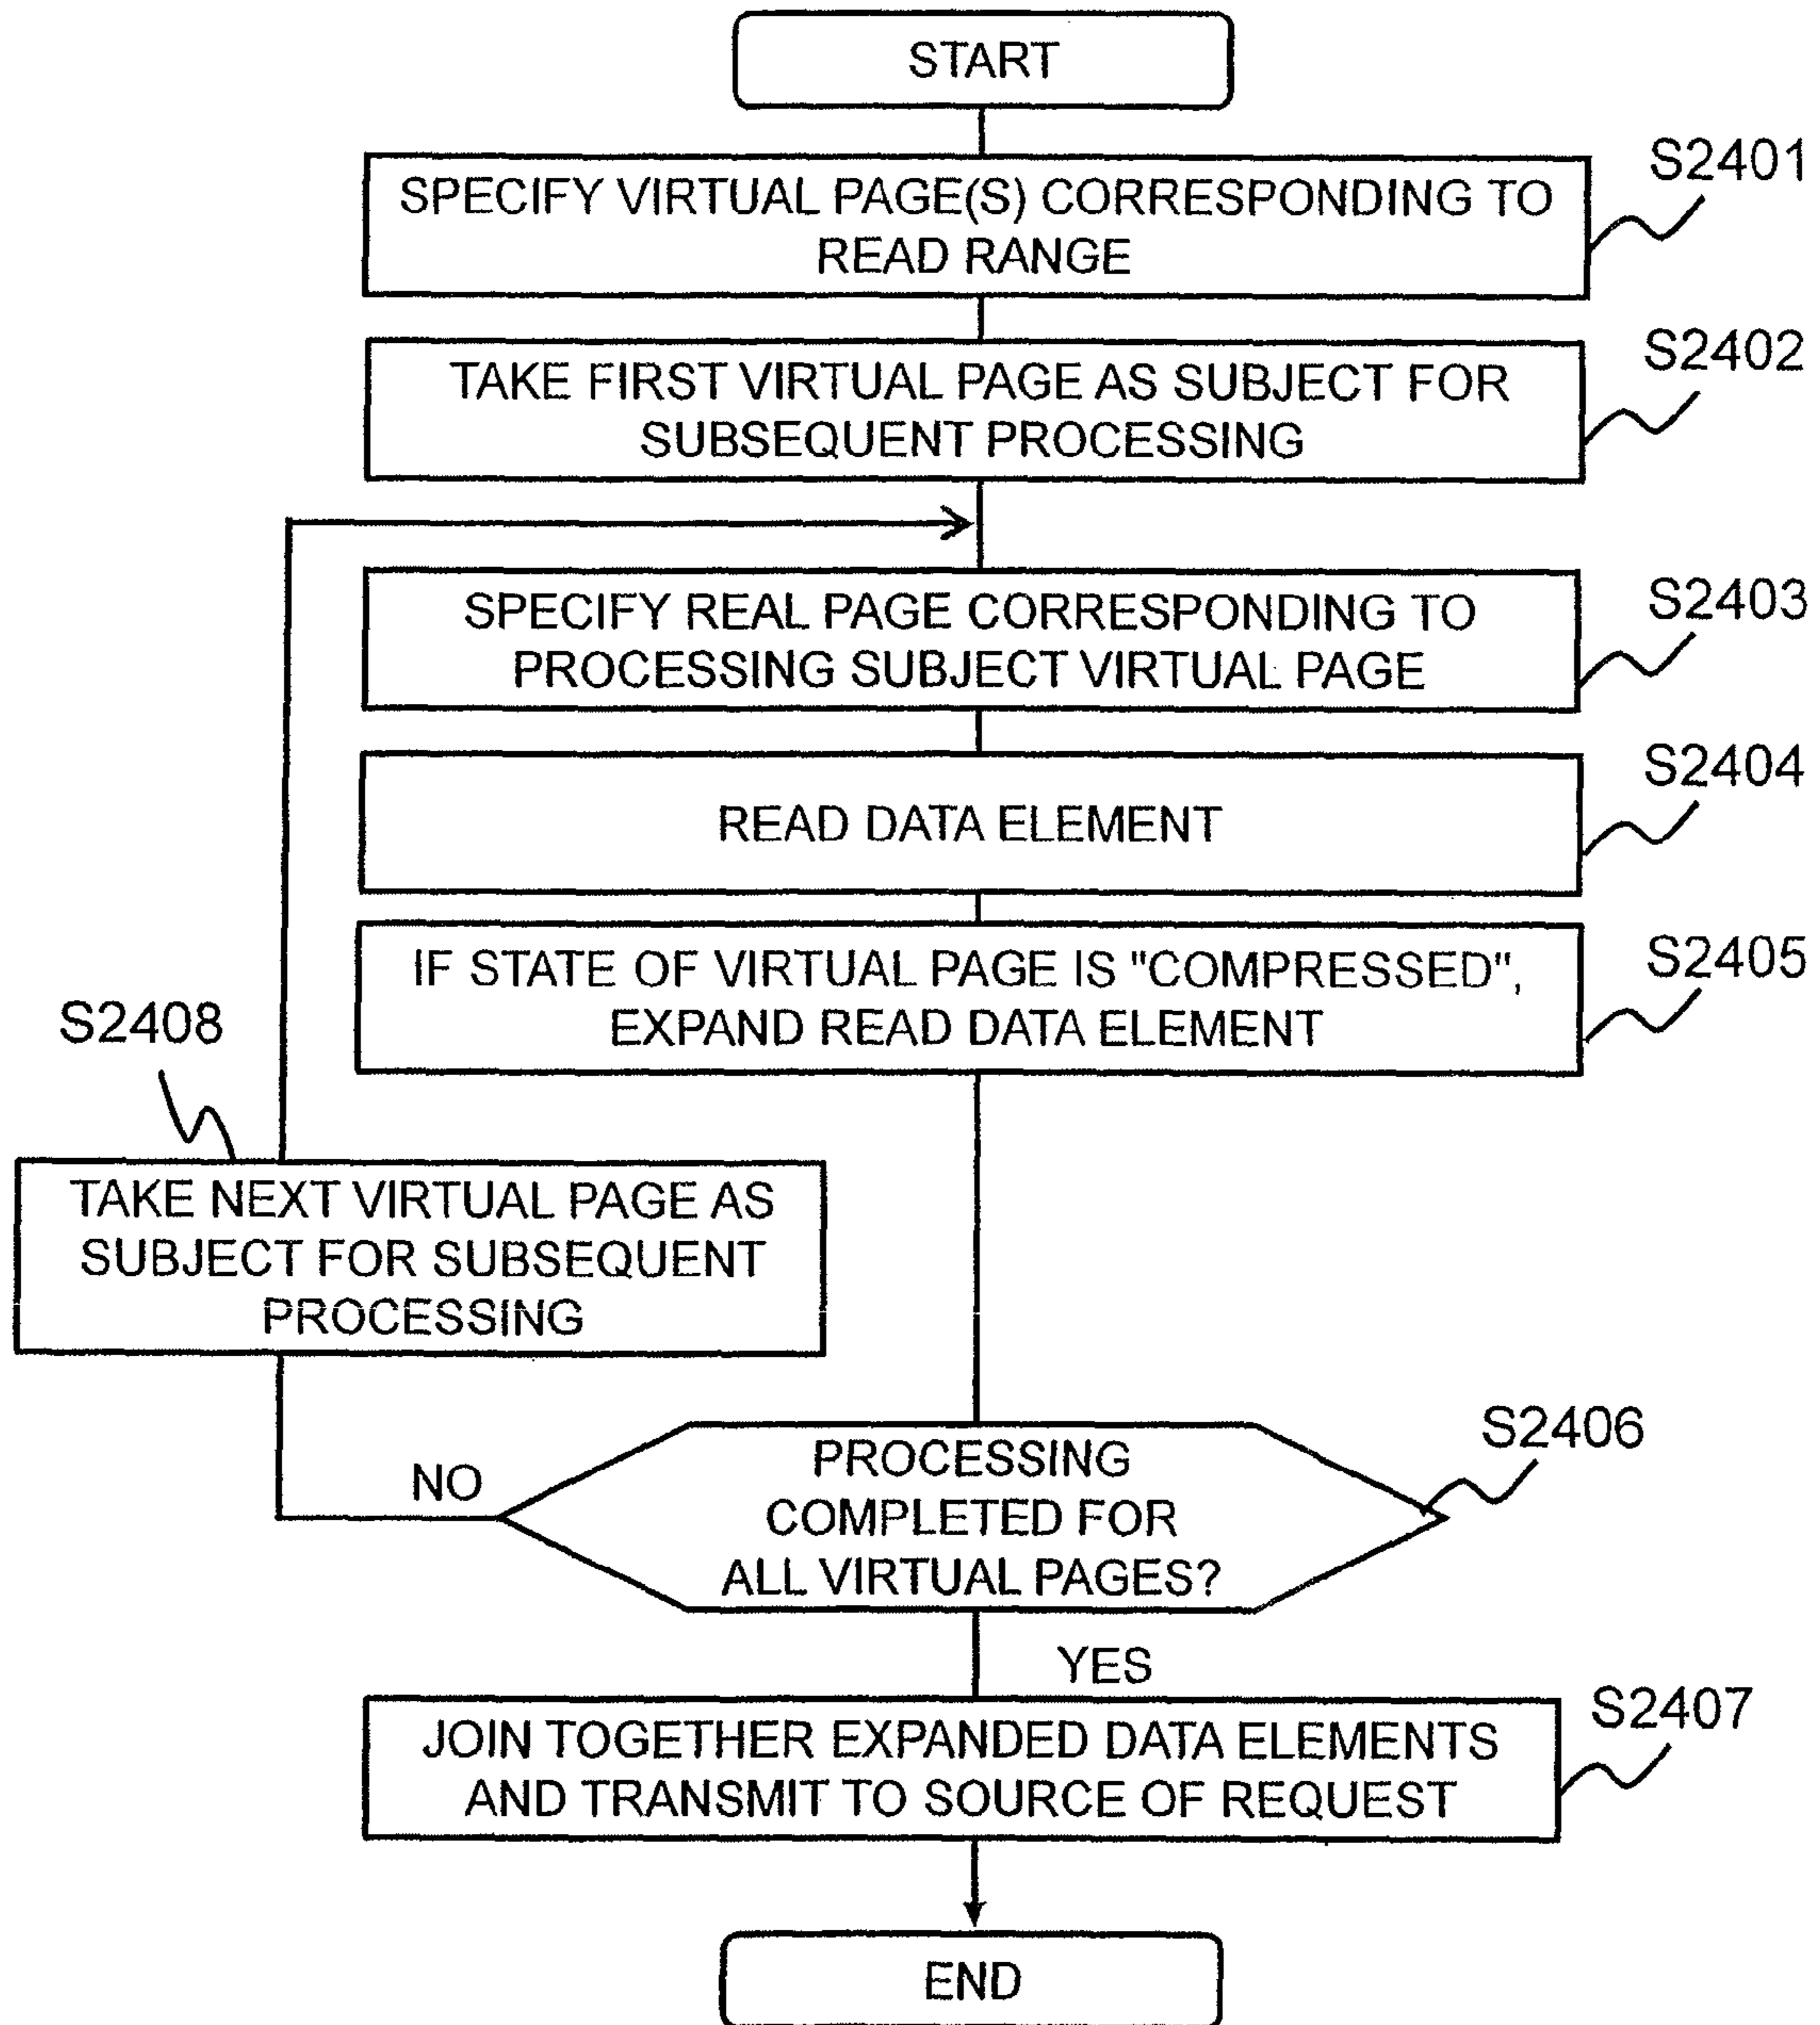 START
SPECIFY VIRTUAL PAGE(S) CORRESPONDING TO
READ RANGE
S2401
TAKE FIRST VIRTUAL PAGE AS SUBJECT FOR
SUBSEQUENT PROCESSING
S2402
SPECIFY REAL PAGE CORRESPONDING TO
PROCESSING SUBJECT VIRTUAL PAGE
S2403
READ DATA ELEMENT
S2404
IF STATE OF VIRTUAL PAGE IS "COMPRESSED",
EXPAND READ DATA ELEMENT
S2405
S2408
TAKE NEXT VIRTUAL PAGE AS
SUBJECT FOR SUBSEQUENT
PROCESSING
PROCESSING
COMPLETED FOR
ALL VIRTUAL PAGES?
S2406
NO
YES
JOIN TOGETHER EXPANDED DATA ELEMENTS
AND TRANSMIT TO SOURCE OF REQUEST
S2407
END